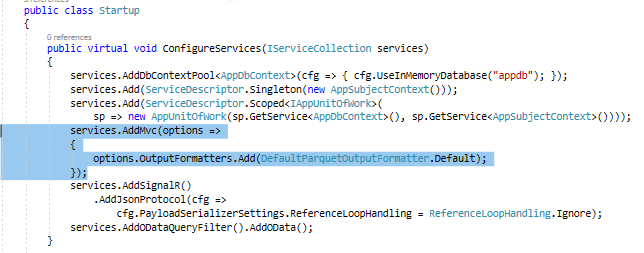 public class Startup
{
0 references
public virtual void ConfigureServices(IServiceCollection services)
{
services.AddDbContextPool<AppDbContext>(cfg => { cfg.UseInMemoryDatabase("appdb"); });
services.Add(ServiceDescriptor.Singleton(new AppSubjectContext()));
services.Add(ServiceDescriptor.Scoped<IAppUnitOfWork>(
sp => new AppUnitOfWork(sp.GetService<AppDbContext>(), sp.GetService<AppSubjectContext>())));
services.AddMvc(options =>
{
options.OutputFormatters.Add(DefaultParquetOutputFormatter.Default);
});
services.AddSignalR()
.AddJsonProtocol(cfg =>
cfg.PayloadSerializerSettings.ReferenceLoopHandling = ReferenceLoopHandling.Ignore);
services.AddODataQueryFilter().AddOData();
}